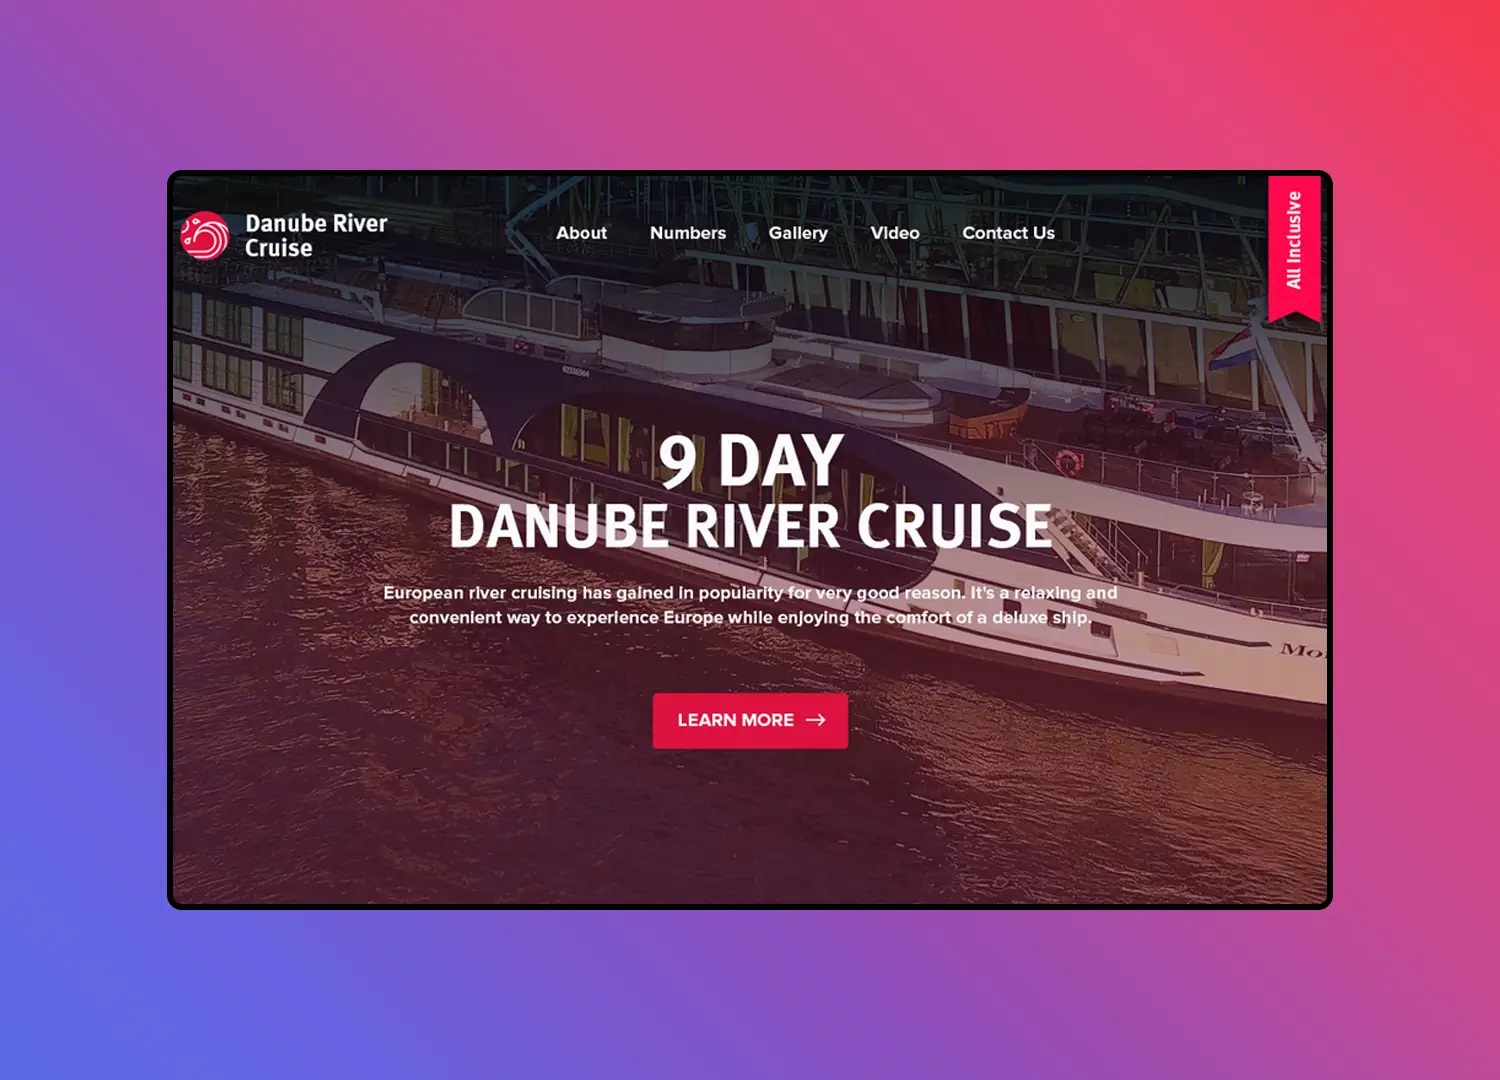 Danube River
Cruise
About
Numbers
Gallery
Video
Contact Us
All Inclusive
9 DAY
DANUBE RIVER CRUISE
European river cruising has gained in popularity for very good reason. It's a relaxing and
convenient way to experience Europe while enjoying the comfort of a deluxe ship.
LEARN MORE